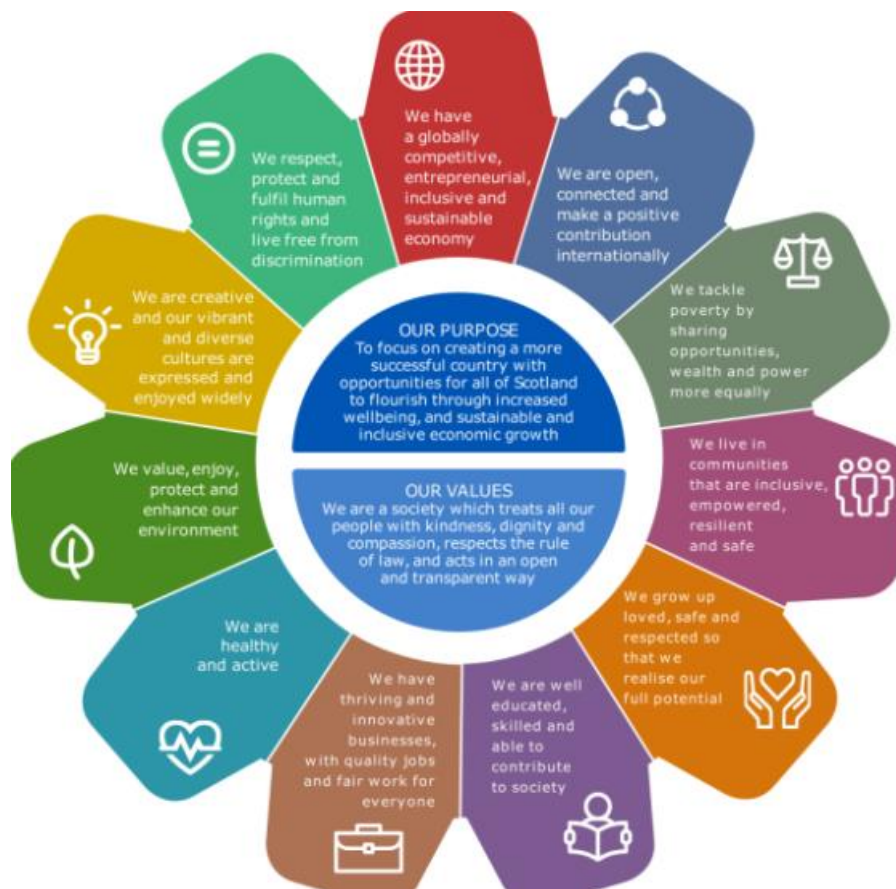 We have
a globally
competitive,
entrepreneurial,
inclusive and
sustainable
economy
We are open,
connected and
make a positive
contribution
internationally
We tackle
poverty by
sharing
opportunities,
wealth and power
more equally
We live in
communities
that are inclusive,
empowered,
resilient
and safe
We grow up
loved, safe and
respected so
that we
realise our
full potential
We are well
educated,
skilled and
able to
contribute
to society
We have
thriving and
innovative
businesses,
with quality jobs
and fair work for
everyone
We are
healthy
and active
We value, enjoy,
protect and
enhance our
environment
We are creative
and our vibrant
and diverse
cultures are
expressed and
enjoyed widely
We respect,
protect and
fulfil human
rights and
live free from
discrimination
OUR PURPOSE
To focus on creating a more
successful country with
opportunities for all of Scotland
to flourish through increased
wellbeing, and sustainable and
inclusive economic growth
OUR VALUES
We are a society which treats all our
people with kindness, dignity and
compassion, respects the rule
of law, and acts in an open
and transparent way